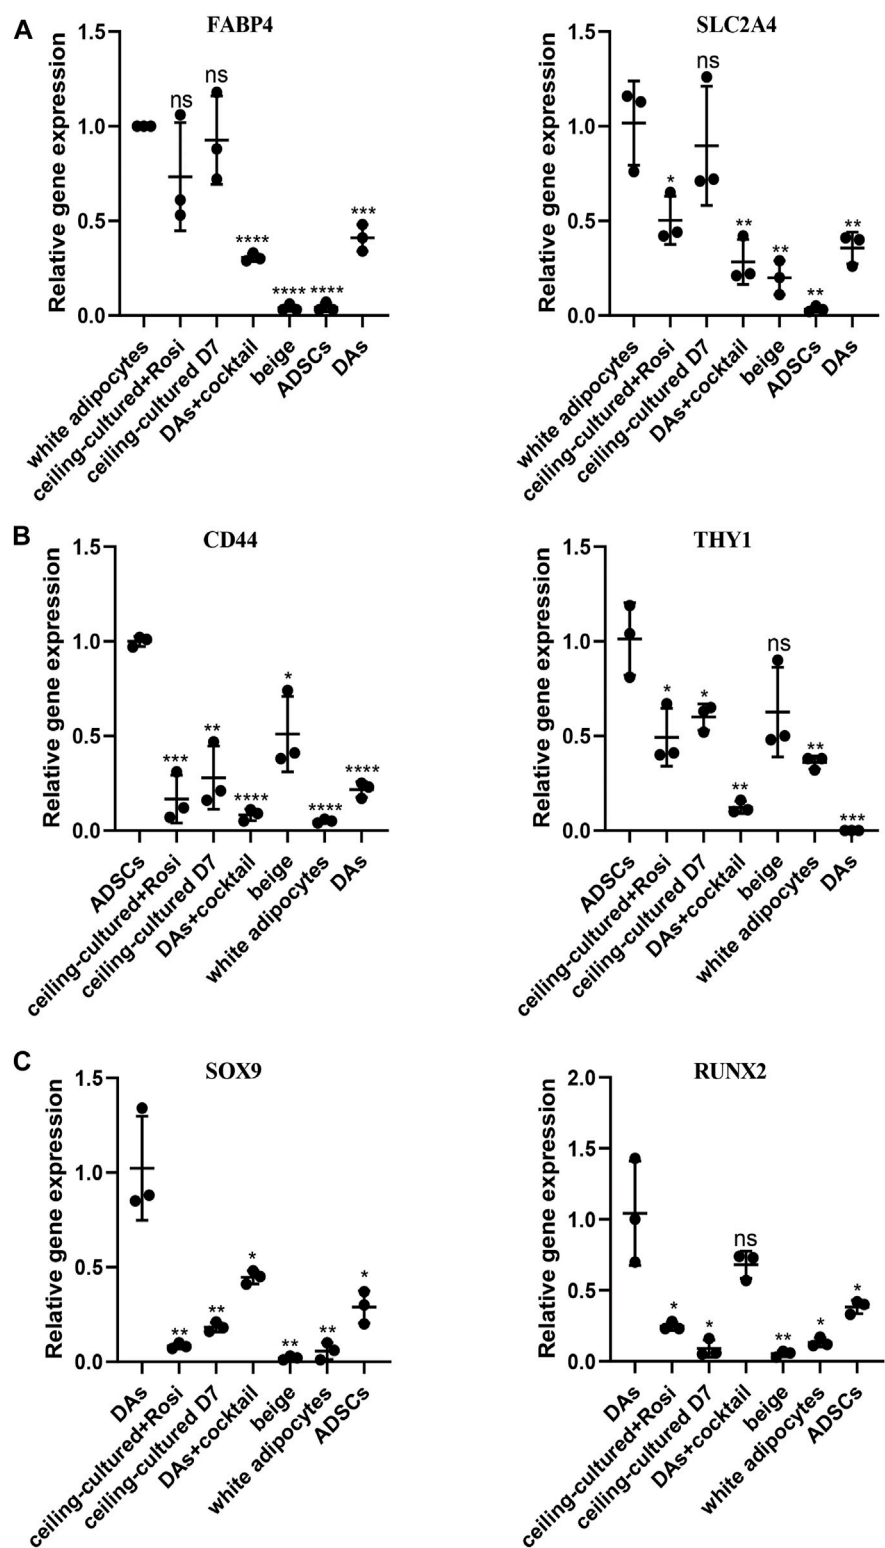 A
FABP4
Relative gene expression
1.5
1.0
0.5
0.0
ns
ns
****
****
****
***
white adipocytes
ceiling-cultured+Rosi
ceiling-cultured D7
DAs+cocktail
beige
ADSCs
DAs
SLC2A4
Relative gene expression
1.5
1.0
0.5
0.0
*
ns
**
**
**
**
white adipocytes
ceiling-cultured+Rosi
ceiling-cultured D7
DAs+cocktail
beige
ADSCs
DAs
B
CD44
Relative gene expression
1.5
1.0
0.5
0.0
***
**
****
*
****
****
ADSCs
ceiling-cultured+Rosi
ceiling-cultured D7
DAs+cocktail
beige
white adipocytes
DAs
THY1
Relative gene expression
1.5
1.0
0.5
0.0
*
*
**
ns
**
***
ADSCs
ceiling-cultured+Rosi
ceiling-cultured D7
DAs+cocktail
beige
white adipocytes
DAs
C
SOX9
Relative gene expression
1.5
1.0
0.5
0.0
**
**
*
**
**
*
DAs
ceiling-cultured+Rosi
ceiling-cultured D7
DAs+cocktail
beige
white adipocytes
ADSCs
RUNX2
Relative gene expression
2.0
1.5
1.0
0.5
0.0
*
*
ns
**
*
*
DAs
ceiling-cultured+Rosi
ceiling-cultured D7
DAs+cocktail
beige
white adipocytes
ADSCs